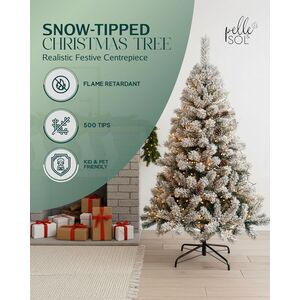 SNOW-TIPPED
CHRISTMAS TREE
Realistic Festive Centrepiece
pelle
SOL
FLAME RETARDANT
500 TIPS
KID & PET
FRIENDLY